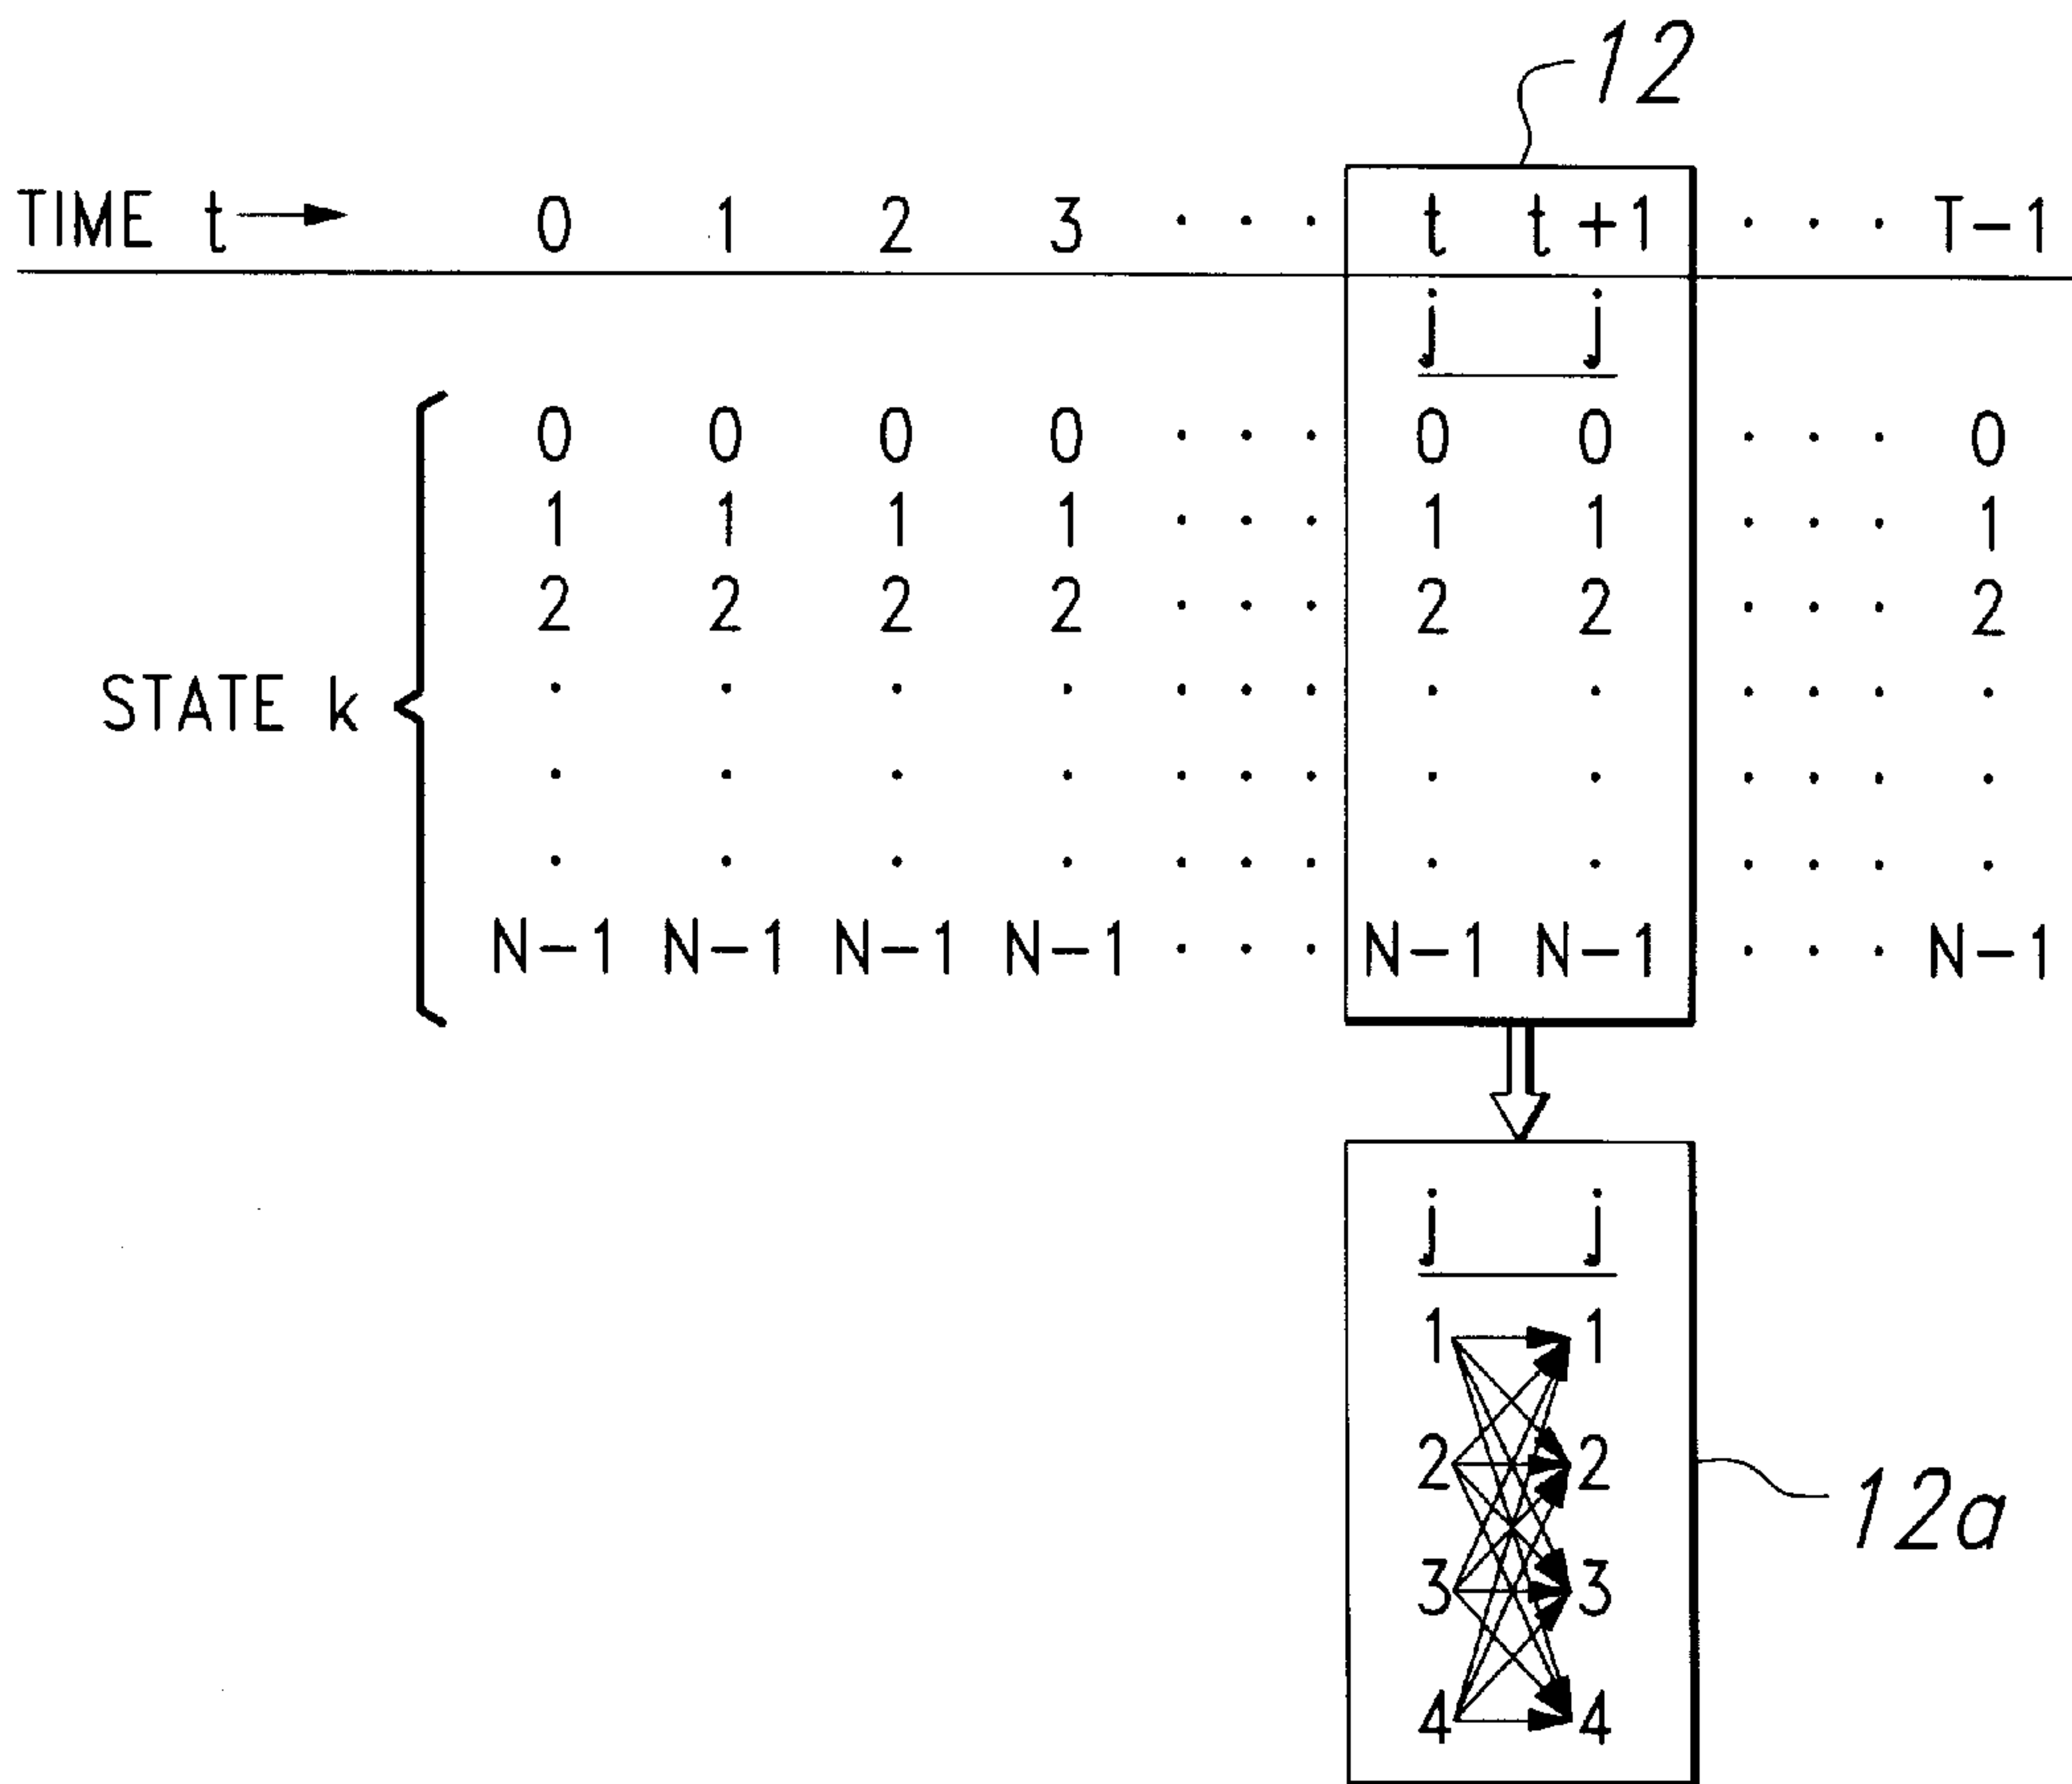 12
TIME t 0 1 2 3 . . . t t+1 . . . T-1
j j
0 0 0 0 . . . 0 0 . . . 0
1 1 1 1 . . . 1 1 . . . 1
2 2 2 2 . . . 2 2 . . . 2
STATE k
. . . . . . . . . . . . .
. . . . . . . . . . . . .
. . . . . . . . . . . . .
N-1 N-1 N-1 N-1 . . . N-1 N-1 . . . N-1
j j
1 1
2 2
3 3
4 4
12a